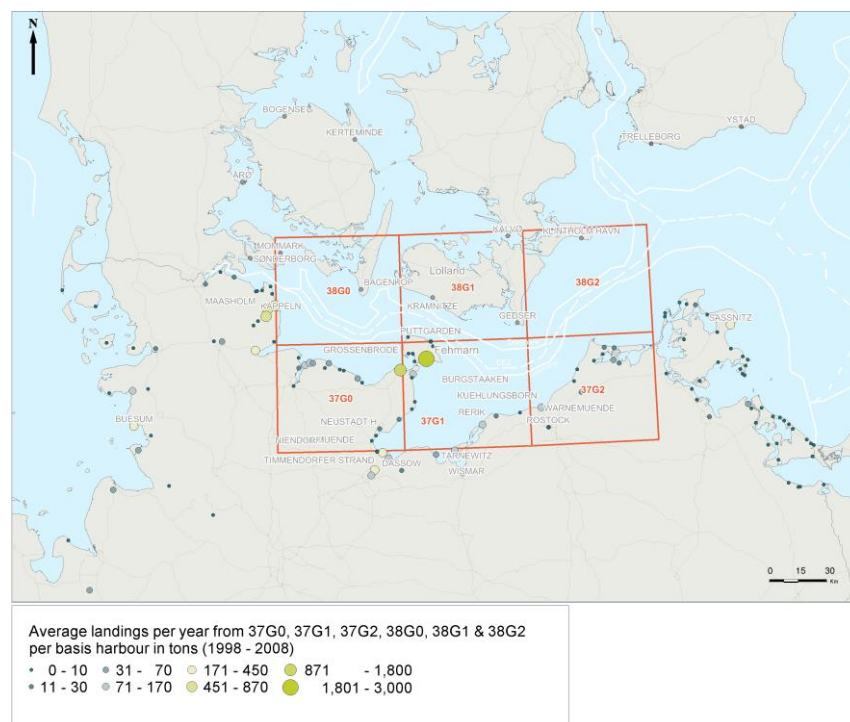 N
BOGENSE
KERTEMINDE
YSTAD
TRELLEBORG
ARØ
KALVØ
KLINTHOLM HAVN
MOMMARK
SØNDERBORG
Lolland
38G0
BAGENKOP
38G1
38G2
MAASHOLM
KAPPELN
KRAMNITZE
GEDSER
SASSNITZ
PUTTGARDEN
GROSSENBRODE
Fehmarn
BURGSTAAKEN
37G2
KUEHLUNGSBORN
37G0
WARNEMUENDE
RERIK
BUESUM
NEUSTADT H.
37G1
ROSTOCK
TIMMENDORFER STRAND
TARNEWITZ
DASSOW
WISMAR
0 15 30
Km
Average landings per year from 37G0, 37G1, 37G2, 38G0, 38G1 & 38G2
per basis harbour in tons (1998 - 2008)
0 - 10 31 - 70 171 - 450 871 - 1,800
11 - 30 71 - 170 451 - 870 1,801 - 3,000